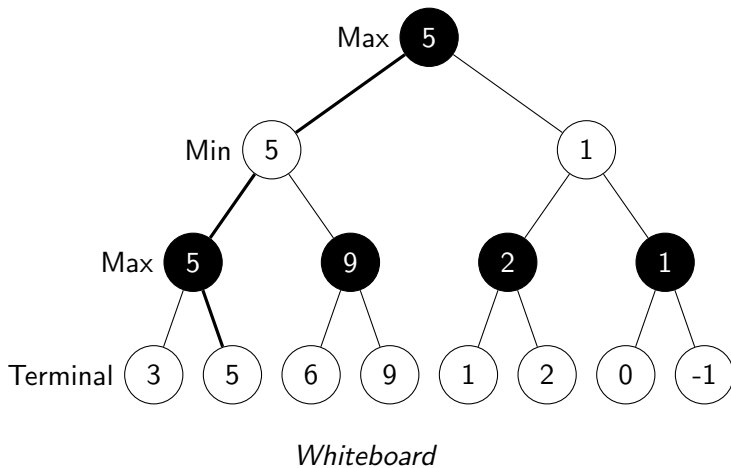 Max 5
Min 5 1
Max 5 9 2 1
Terminal 3 5 6 9 1 2 0 -1
Whiteboard